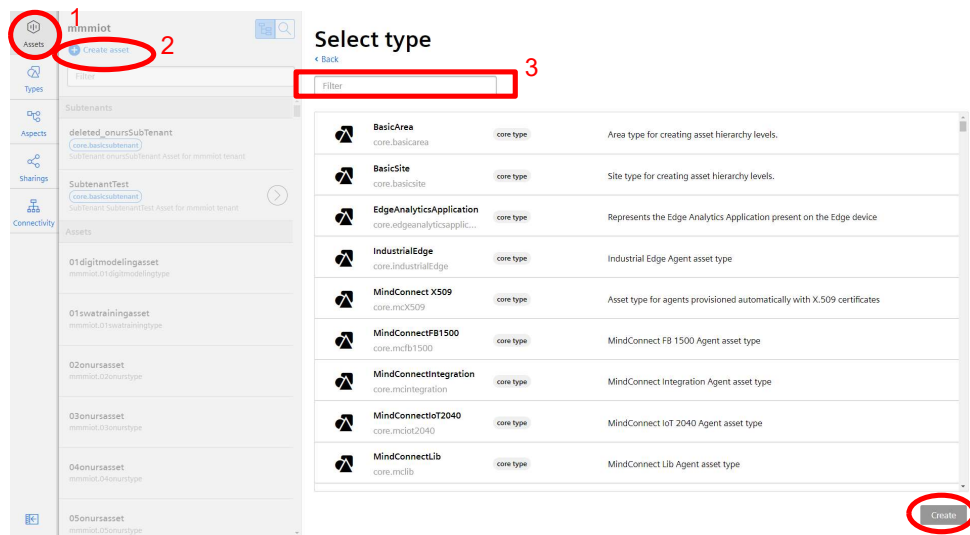 1
Assets
mmmiot
Create asset
2
Filter
Types
Aspects
Sharings
Connectivity
Subtenants
deleted_onursSubTenant
core.basicsubtenant
SubTenant onursSubTenant Asset for mmmiot tenant
SubtenantTest
core.basicsubtenant
SubTenant SubtenantTest Asset for mmmiot tenant
Assets
01digitmodelingasset
mmmiot.01digitmodelingtype
01swatrainingasset
mmmiot.01swatrainingtype
02onursasset
mmmiot.02onurstype
03onursasset
mmmiot.03onurstype
04onursasset
mmmiot.04onurstype
05onursasset
mmmiot.05onurstype
Select type
< Back
3
Filter
BasicArea
core.basicarea
core type
Area type for creating asset hierarchy levels.
BasicSite
core.basicsite
core type
Site type for creating asset hierarchy levels.
EdgeAnalyticsApplication
core.edgeanalyticsapplic...
core type
Represents the Edge Analytics Application present on the Edge device
IndustrialEdge
core.industrialEdge
core type
Industrial Edge Agent asset type
MindConnect X509
core.mcX509
core type
Asset type for agents provisioned automatically with X.509 certificates
MindConnectFB1500
core.mcfb1500
core type
MindConnect FB 1500 Agent asset type
MindConnectIntegration
core.mcintegration
core type
MindConnect Integration Agent asset type
MindConnectIoT2040
core.mciot2040
core type
MindConnect IoT 2040 Agent asset type
MindConnectLib
core.mclib
core type
MindConnect Lib Agent asset type
Create